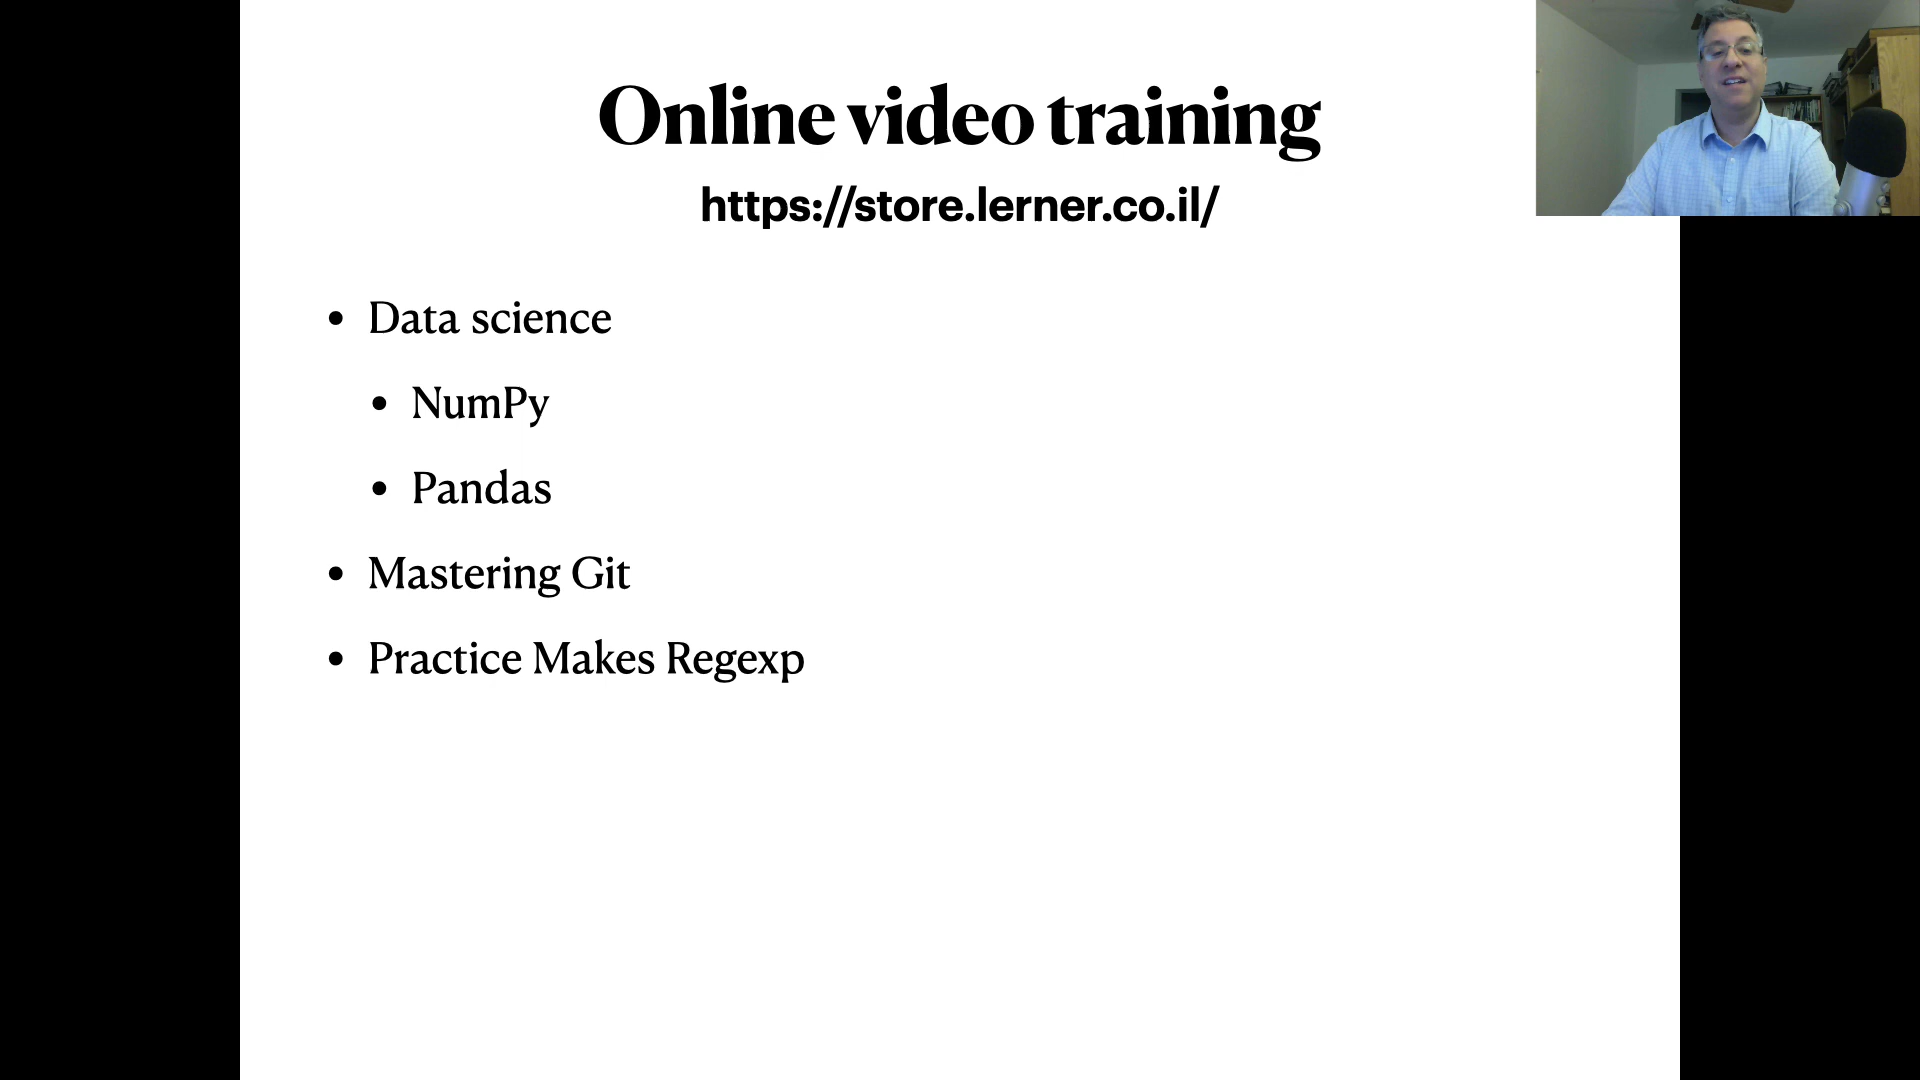 Online video training
https://store.lerner.co.il/
• Data science
• NumPy
• Pandas
• Mastering Git
• Practice Makes Regexp